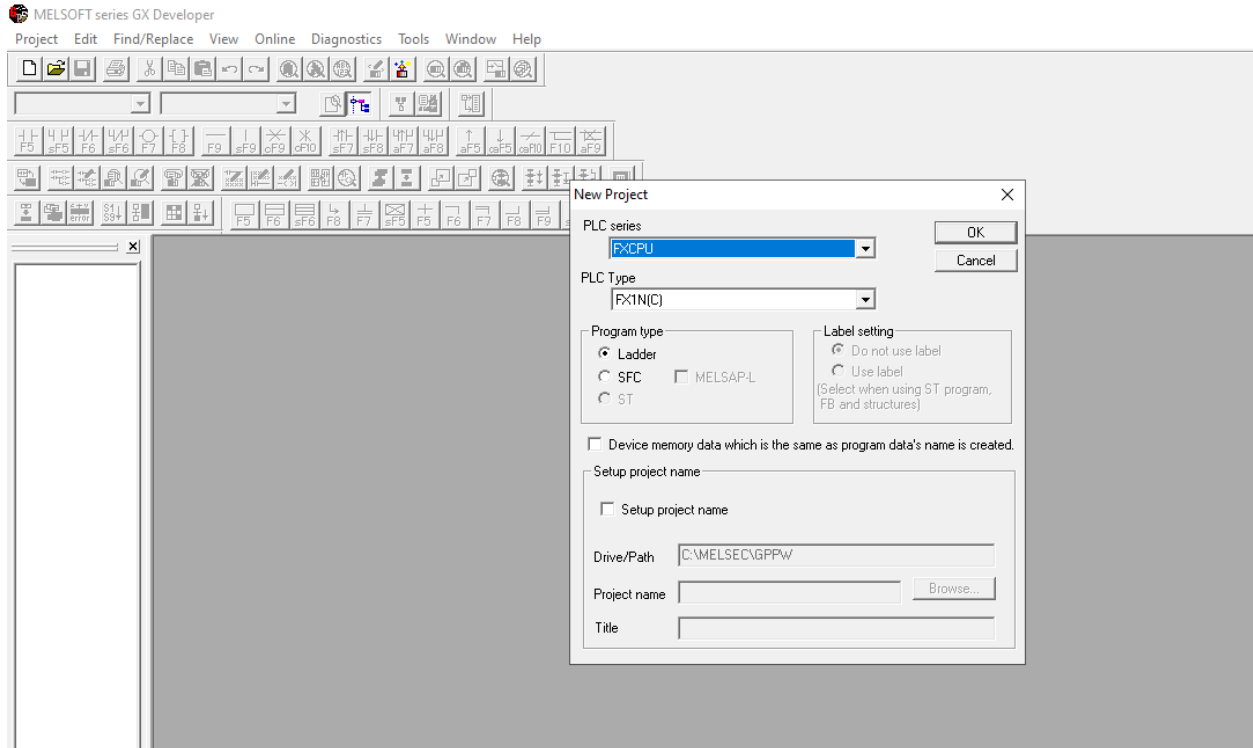 MELSOFT series GX Developer
Project Edit Find/Replace View Online Diagnostics Tools Window Help
F5 sF5 F6 sF6 F7 F8 F9 sF9 cF9 cF10 sF7 sF8 aF7 aF8 aF5 caF5 caF10 F10 aF9
error
F5 F6 sF6 F8 F7 sF5 F5 F6 F7 F8 F9
New Project
PLC series
FXCPU
OK
Cancel
PLC Type
FX1N(C)
Program type
Ladder
SFC MELSAP-L
ST
Label setting
Do not use label
Use label
(Select when using ST program,
FB and structures)
Device memory data which is the same as program data's name is created.
Setup project name
Setup project name
Drive/Path C:\MELSEC\GPPW
Project name Browse...
Title